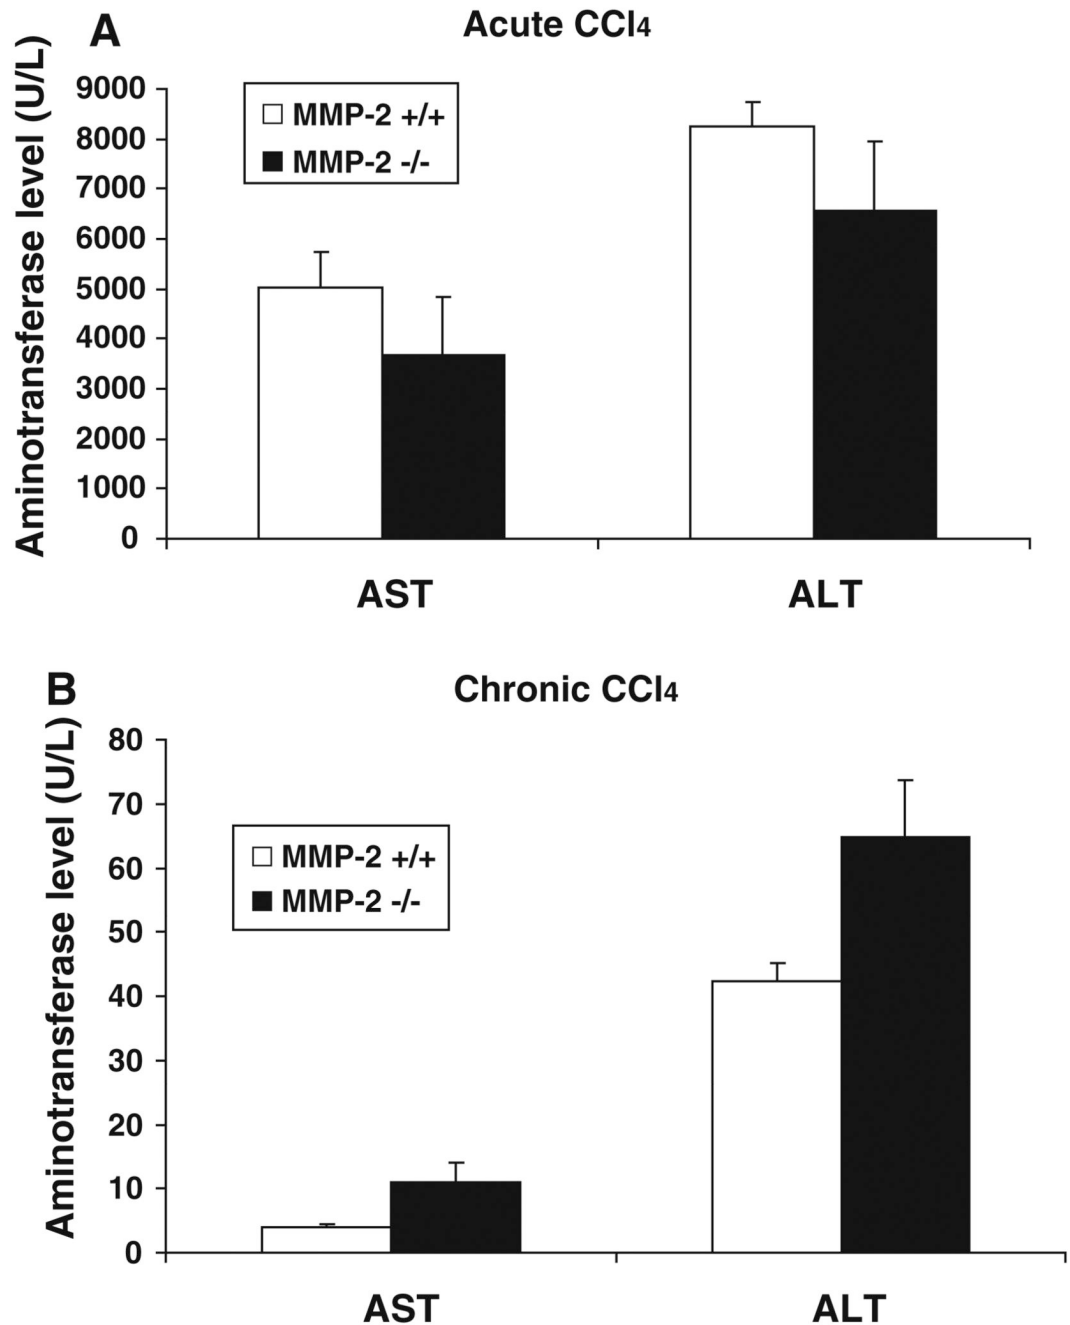 A
Acute CCl4
Aminotransferase level (U/L)
9000
8000
7000
6000
5000
4000
3000
2000
1000
0
MMP-2 +/+
MMP-2 -/-
AST
ALT
B
Chronic CCl4
Aminotransferase level (U/L)
80
70
60
50
40
30
20
10
0
MMP-2 +/+
MMP-2 -/-
AST
ALT